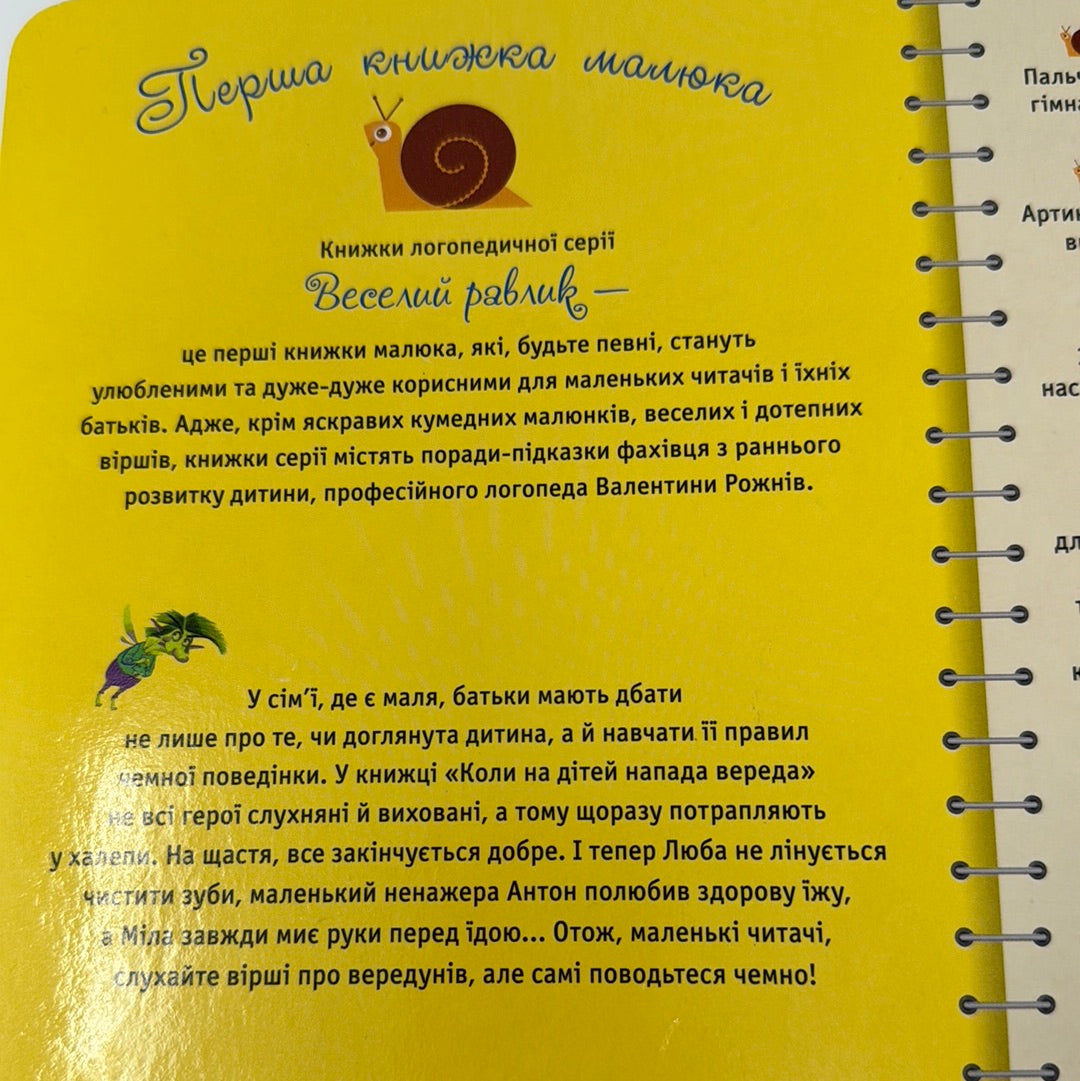 Перша книжка малюка
Книжки логопедичної серії
Веселий равлик —
це перші книжки малюка, які, будьте певні, стануть
улюбленими та дуже-дуже корисними для маленьких читачів і їхніх
батьків. Адже, крім яскравих кумедних малюнків, веселих і дотепних
віршів, книжки серії містять поради-підказки фахівця з раннього
розвитку дитини, професійного логопеда Валентини Рожнів.
У сім’ї, де є маля, батьки мають дбати
не лише про те, чи доглянута дитина, а й навчати її правил
чемної поведінки. У книжці «Коли на дітей напада вереда»
не всі герої слухняні й виховані, а тому щоразу потрапляють
у халепи. На щастя, все закінчується добре. І тепер Люба не лінується
чистити зуби, маленький ненажера Антон полюбив здорову їжу,
а Міла завжди миє руки перед їдою... Отож, маленькі читачі,
слухайте вірші про вередунів, але самі поводьтеся чемно!